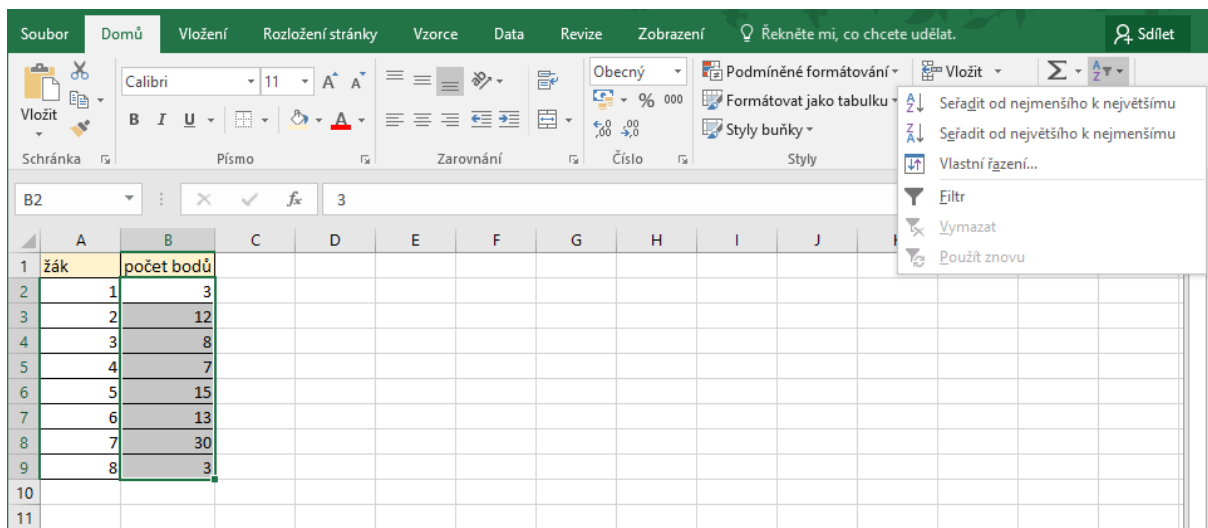 Soubor Domů Vložení Rozložení stránky Vzorce Data Revize Zobrazení Řekněte mi, co chcete udělat. Sdílet
Calibri 11 A A Obecný Podmíněné formátování Vložit Σ
Vložit B I U A % 000 Formátovat jako tabulku
Styly buňky
Schránka Písmo Zarovnání Číslo Styly
Seřadit od nejmenšího k největšímu
Seřadit od největšího k nejmenšímu
Vlastní řazení...
Filtr
Vymazat
Použít znovu
B2 fx 3
A B C D E F G H I J
1 žák počet bodů
2 1 3
3 2 12
4 3 8
5 4 7
6 5 15
7 6 13
8 7 30
9 8 3
10
11